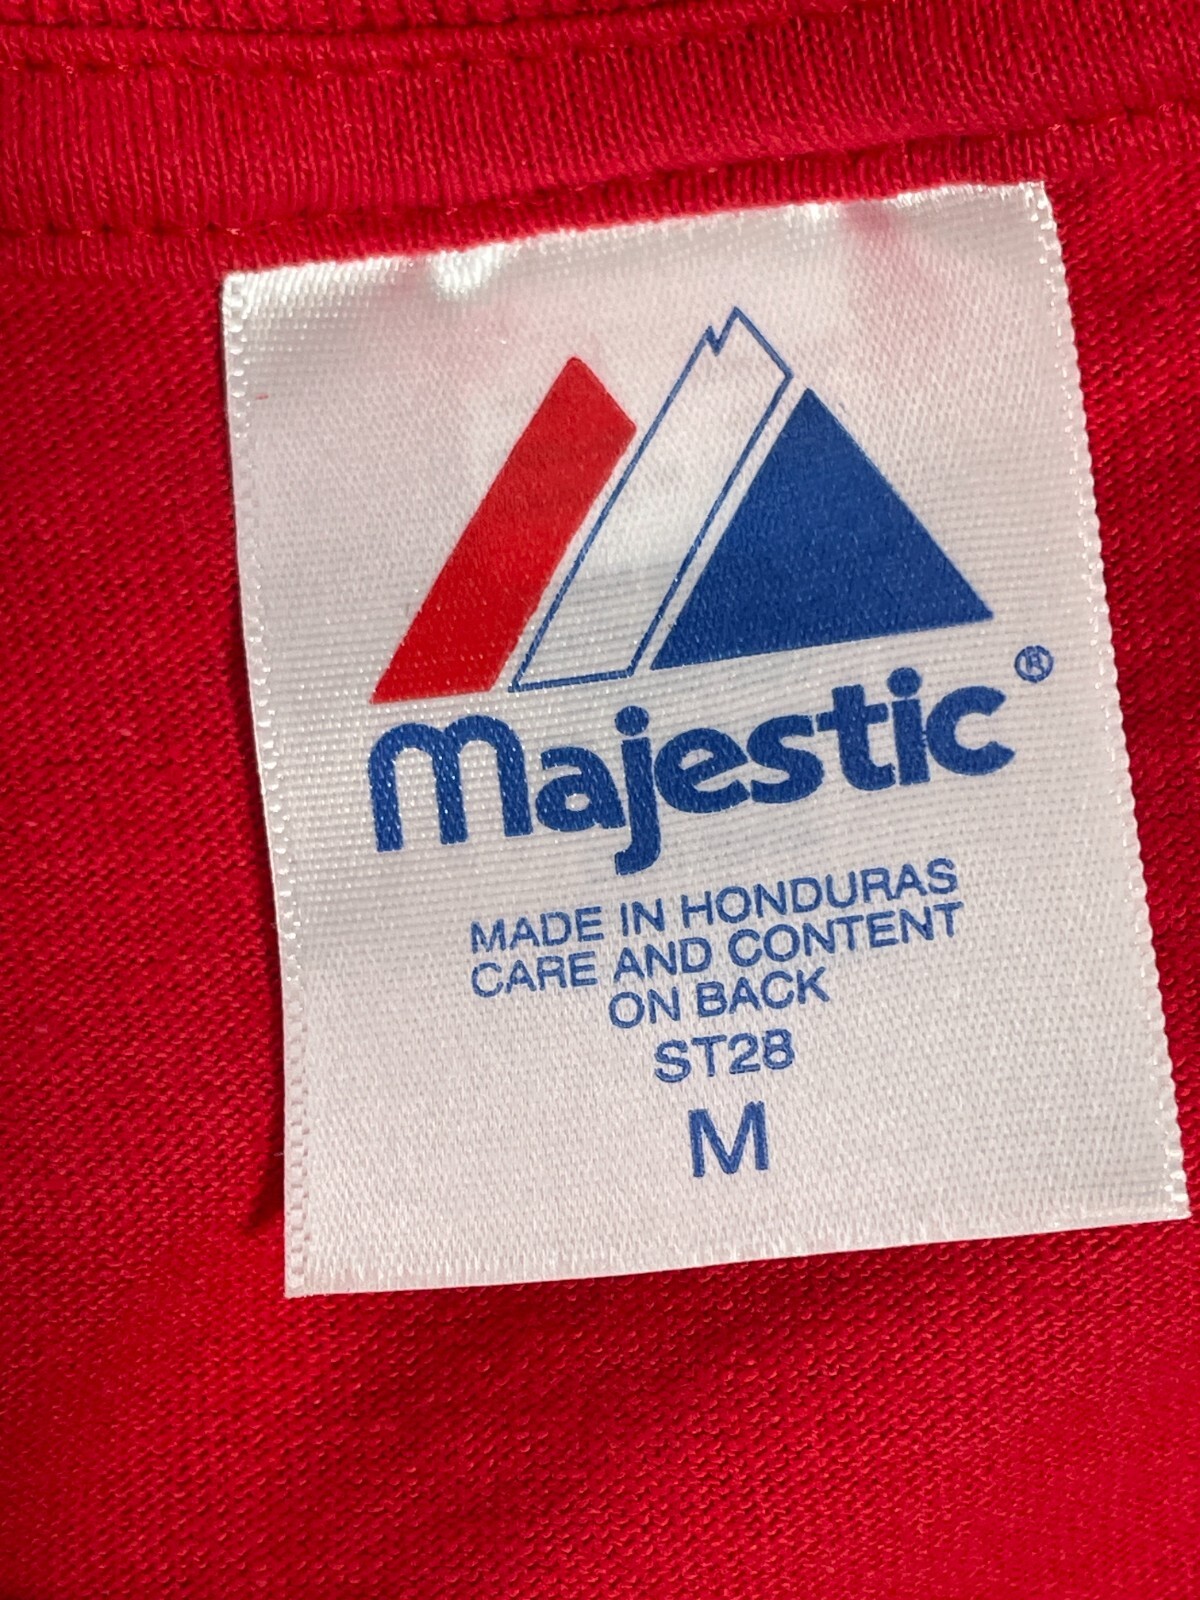 Majestic®
MADE IN HONDURAS
CARE AND CONTENT
ON BACK
ST28
M